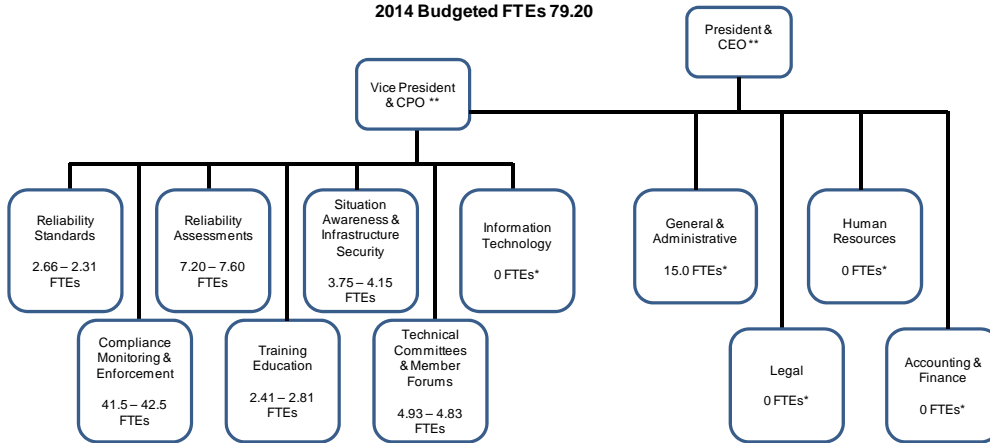 2014 Budgeted FTEs 79.20
President &
CEO **
Vice President
& CPO **
Reliability
Standards
2.66 – 2.31
FTEs
Reliability
Assessments
7.20 – 7.60
FTEs
Situation
Awareness &
Infrastructure
Security
3.75 – 4.15
FTEs
Information
Technology
0 FTEs*
General &
Administrative
15.0 FTEs*
Human
Resources
0 FTEs*
Compliance
Monitoring &
Enforcement
41.5 – 42.5
FTEs
Training
Education
2.41 – 2.81
FTEs
Technical
Committees
& Member
Forums
4.93 – 4.83
FTEs
Legal
0 FTEs*
Accounting &
Finance
0 FTEs*